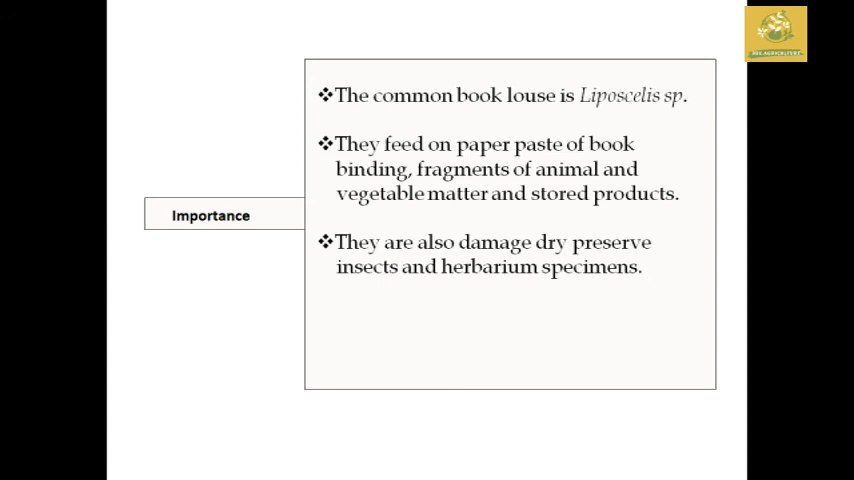 ❖The common book louse is Liposcelis sp.
❖They feed on paper paste of book
binding, fragments of animal and
vegetable matter and stored products.
Importance
❖They are also damage dry preserve
insects and herbarium specimens.